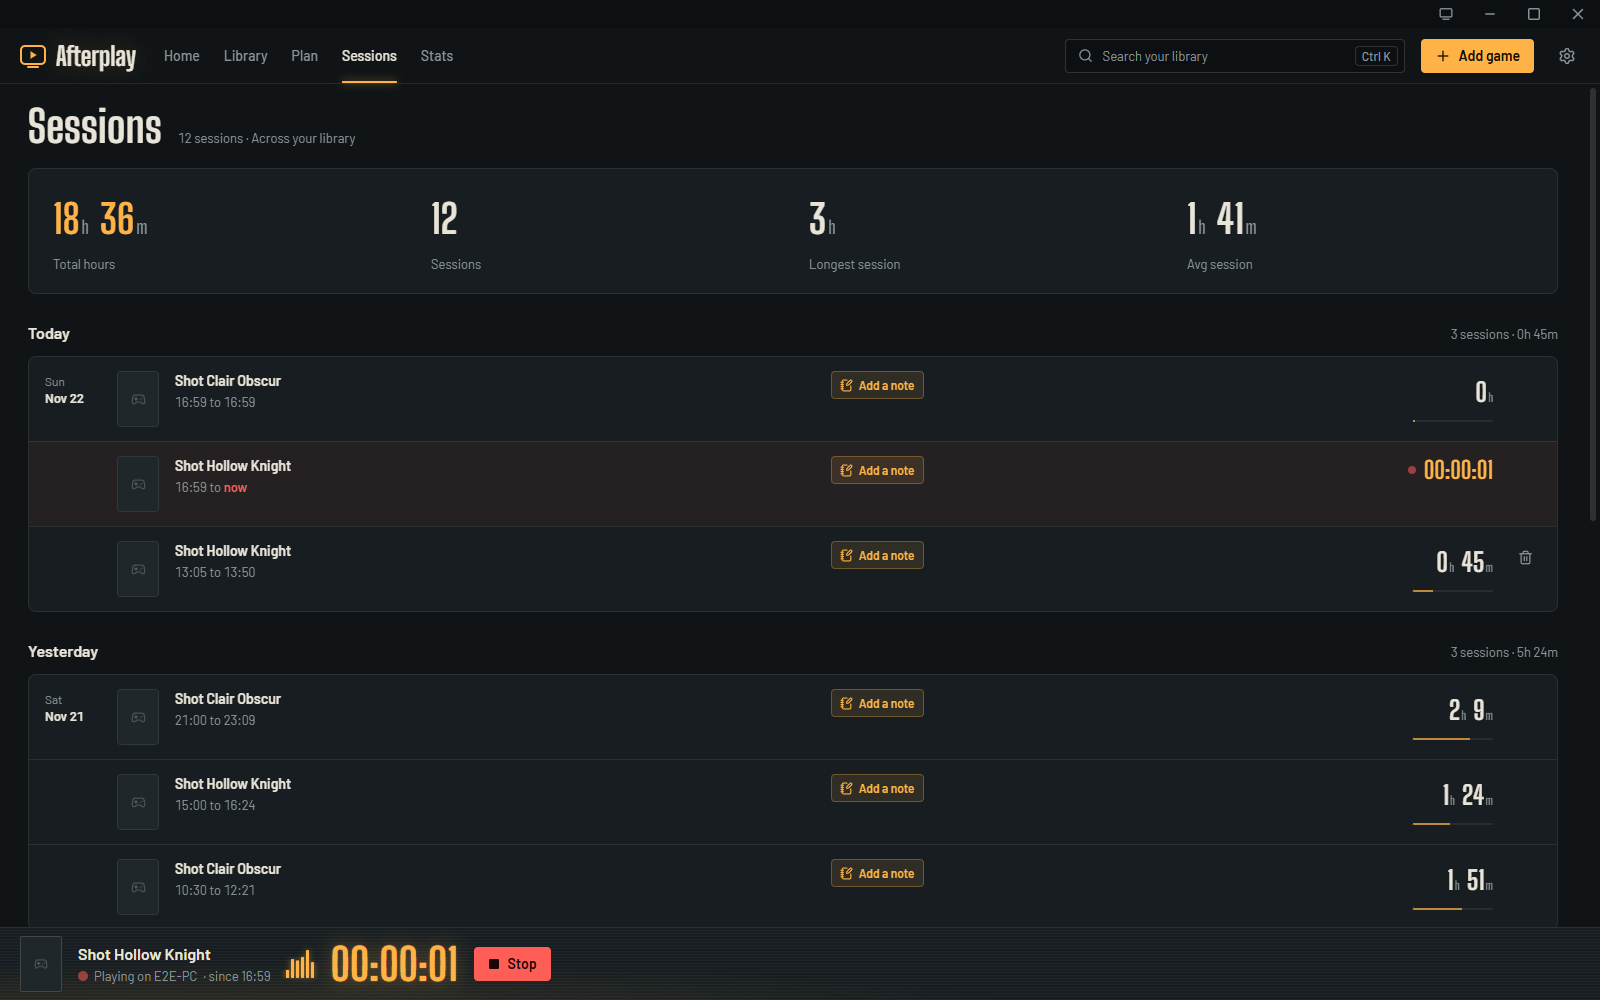 Afterplay
Home
Library
Plan
Sessions
Stats
Search your library
Ctrl K
Add game
Sessions
12 sessions · Across your library
18h 36m
12
3h
1h 41m
Total hours
Sessions
Longest session
Avg session
Today
3 sessions · 0h 45m
Sun
Nov 22
Shot Clair Obscur
16:59 to 16:59
Add a note
0h
Shot Hollow Knight
16:59 to now
Add a note
00:00:01
Shot Hollow Knight
13:05 to 13:50
Add a note
0h 45m
Yesterday
3 sessions · 5h 24m
Sat
Nov 21
Shot Clair Obscur
21:00 to 23:09
Add a note
2h 9m
Shot Hollow Knight
15:00 to 16:24
Add a note
1h 24m
Shot Clair Obscur
10:30 to 12:21
Add a note
1h 51m
Shot Hollow Knight
Playing on E2E-PC · since 16:59
00:00:01
Stop